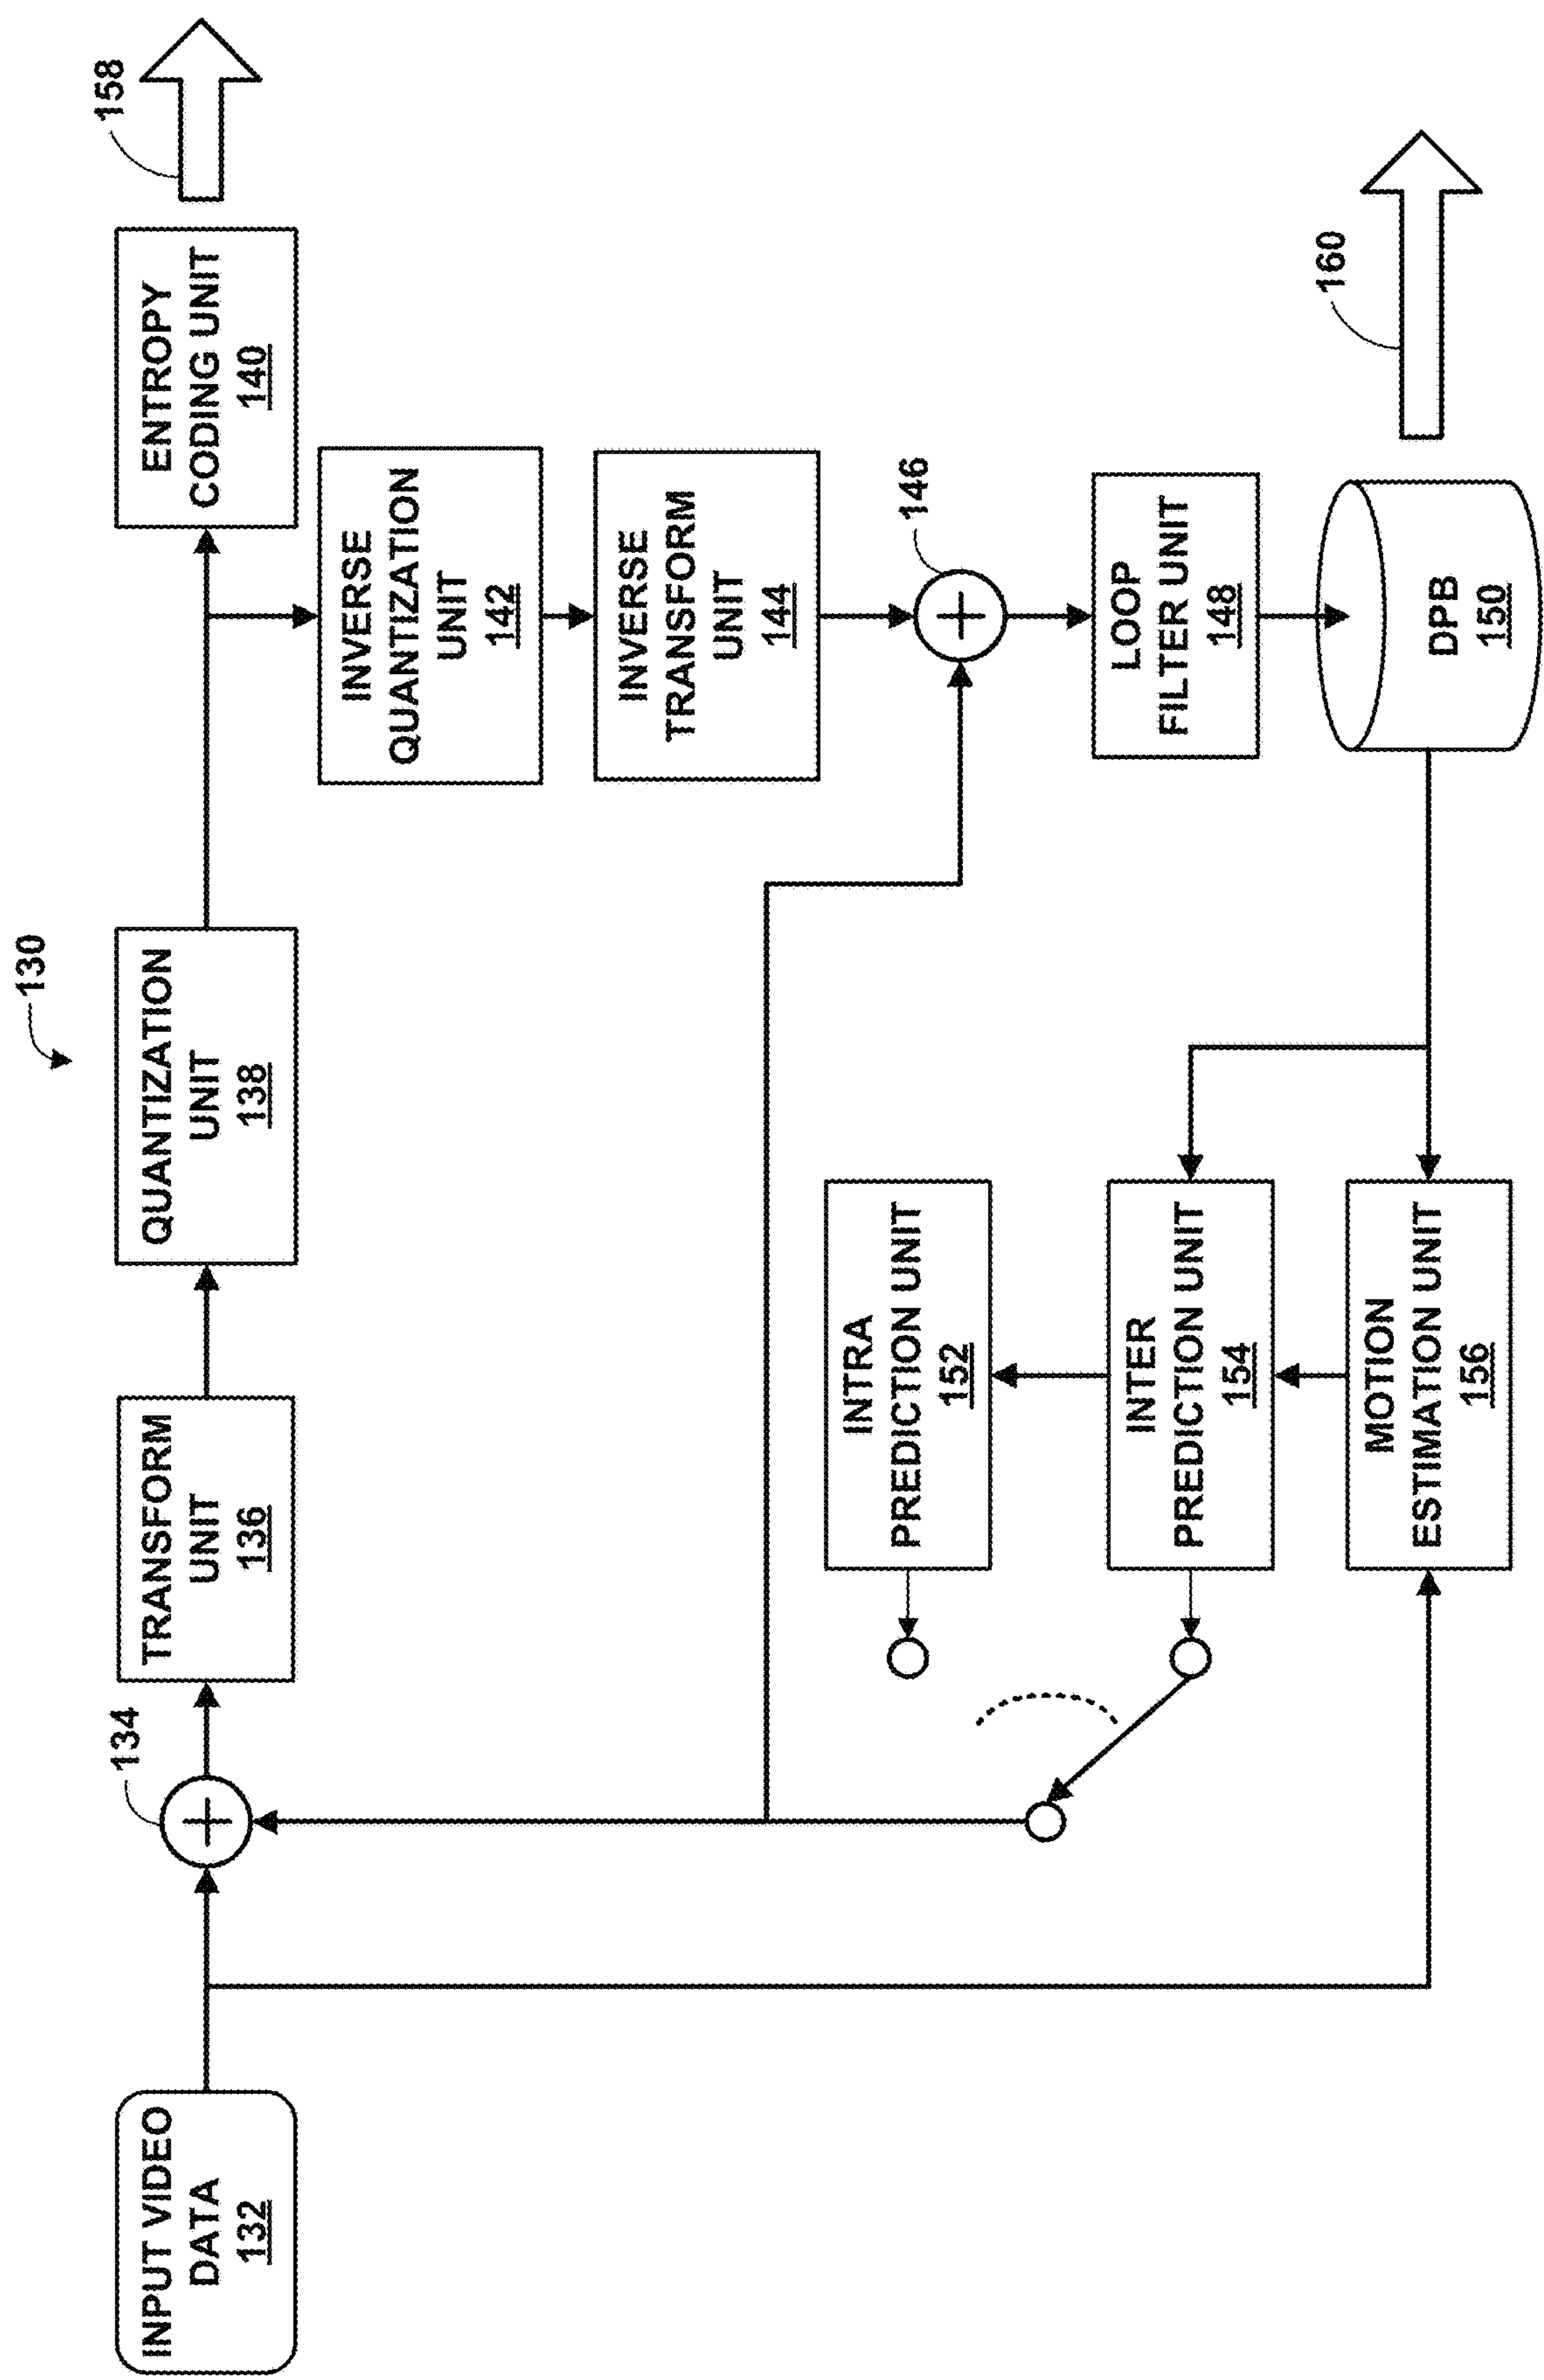 130
INPUT VIDEO
DATA
132
134
TRANSFORM
UNIT
136
QUANTIZATION
UNIT
138
ENTROPY
CODING UNIT
140
158
INVERSE
QUANTIZATION
UNIT
142
INVERSE
TRANSFORM
UNIT
144
146
INTRA
PREDICTION UNIT
152
INTER
PREDICTION UNIT
154
LOOP
FILTER UNIT
148
MOTION
ESTIMATION UNIT
156
DPB
150
160